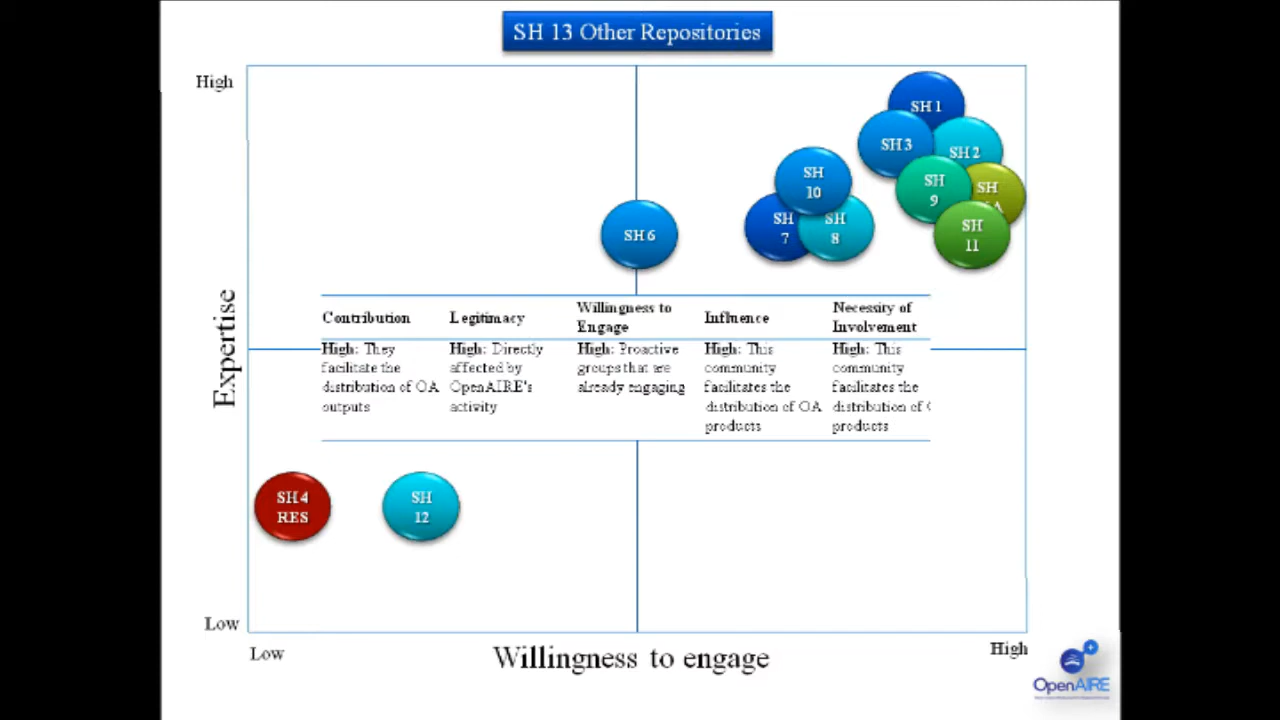 SH 13 Other Repositories
High
SH 1
SH 3
SH 2
SH
10
SH
9
SH
SH
7
SH
8
SH
11
SH 6
Expertise
Contribution
Legitimacy
Willingness to
Engage
Influence
Necessity of
Involvement
High: They
facilitate the
distribution of OA
outputs
High: Directly
affected by
OpenAIRE's
activity
High: Proactive
groups that are
already engaging
High: This
community
facilitates the
distribution of OA
products
High: This
community
facilitates the
distribution of
products
SH 4
RES
SH
12
Low
Low
Willingness to engage
High
OpenAIRE